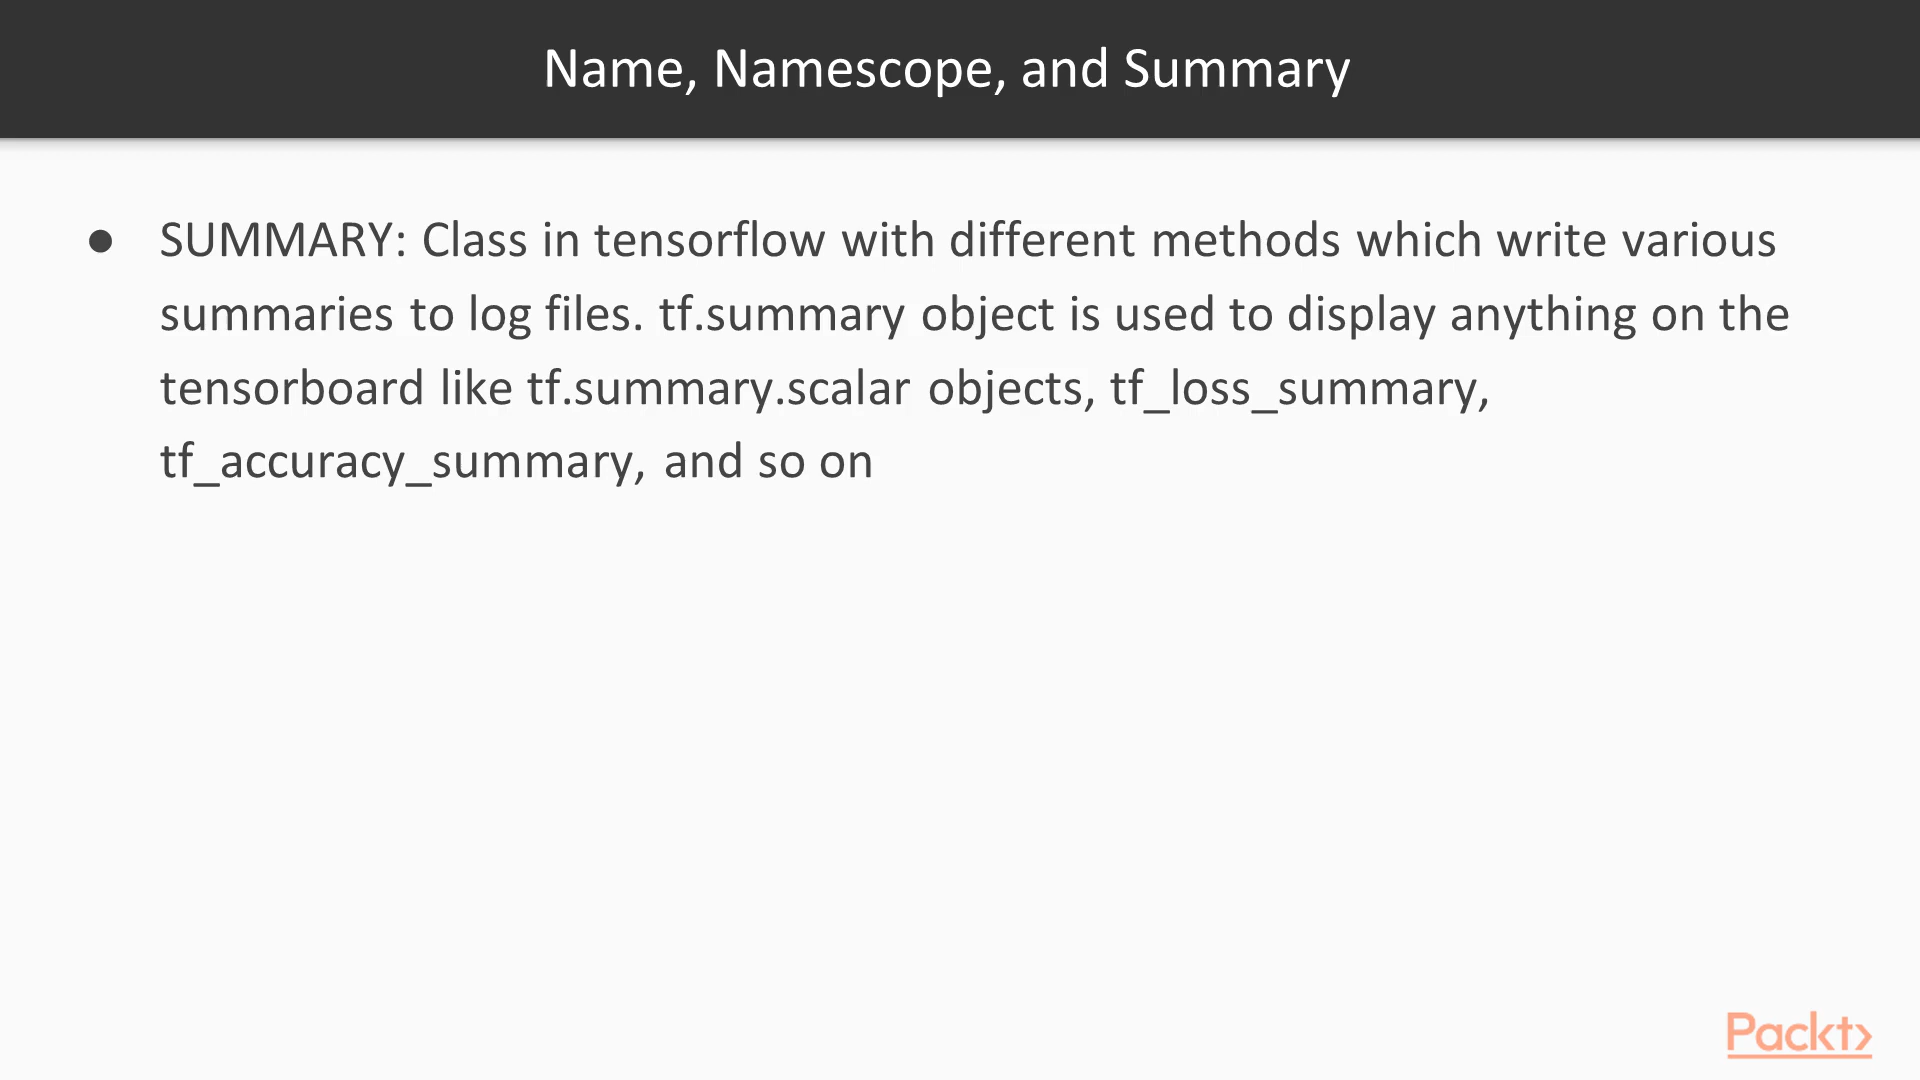 Name, Namescope, and Summary
● SUMMARY: Class in tensorflow with different methods which write various
summaries to log files. tf.summary object is used to display anything on the
tensorboard like tf.summary.scalar objects, tf_loss_summary,
tf_accuracy_summary, and so on
Packt>